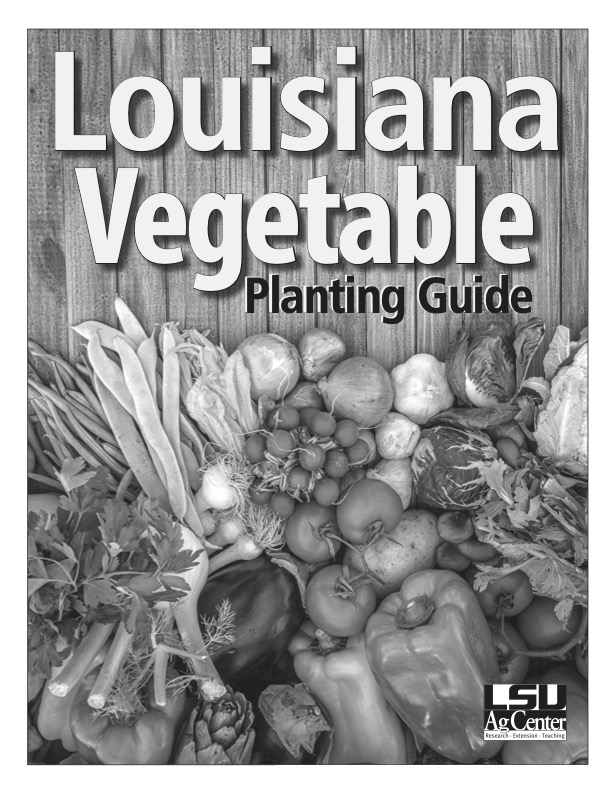 Louisiana
Vegetable
Planting Guide
LSU
AgCenter
Research · Extension · Teaching